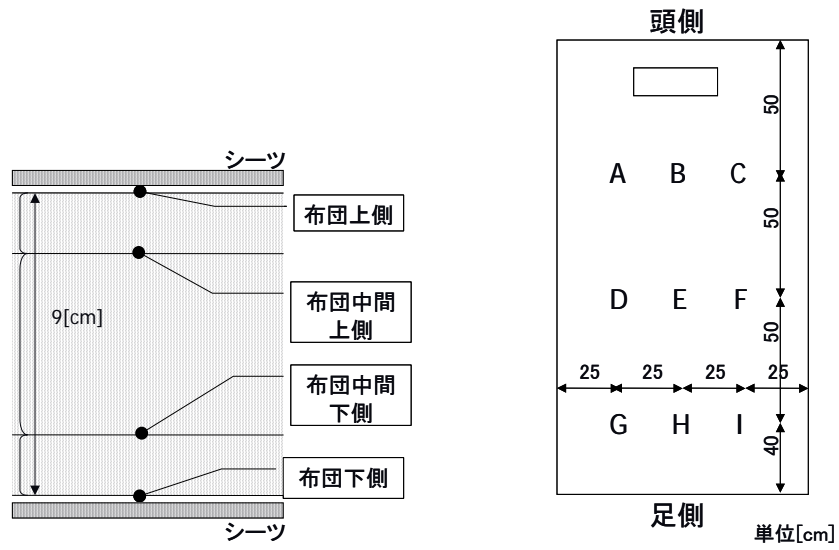 シーツ
布団上側
布団中間
上側
9[cm]
布団中間
下側
布団下側
シーツ
頭側
50
A B C
50
D E F
50
25 25 25 25
G H I
40
足側
単位[cm]